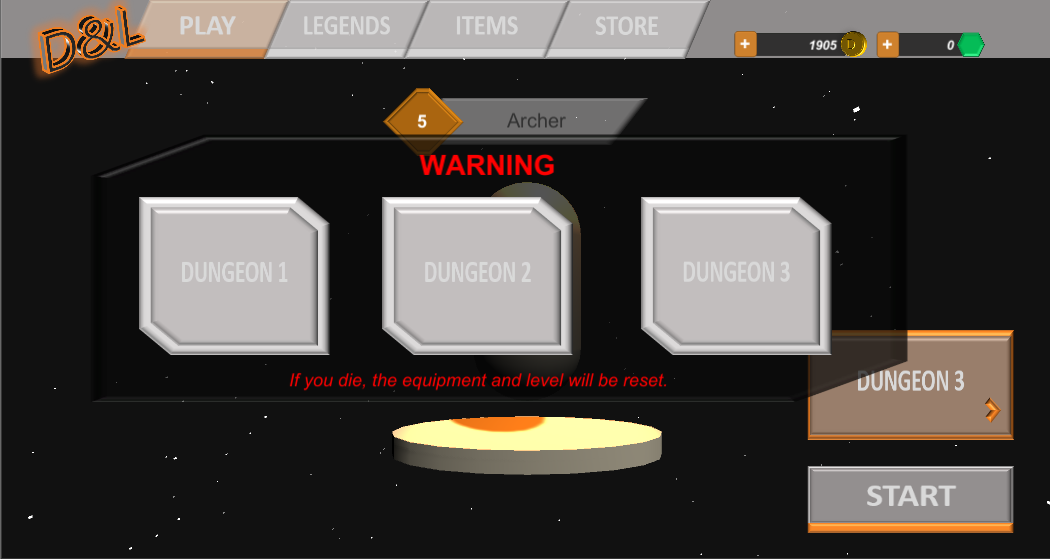 D&L
PLAY
LEGENDS
ITEMS
STORE
+ 1905 D
+ 0
5
Archer
WARNING
DUNGEON 1
DUNGEON 2
DUNGEON 3
If you die, the equipment and level will be reset.
DUNGEON 3
START